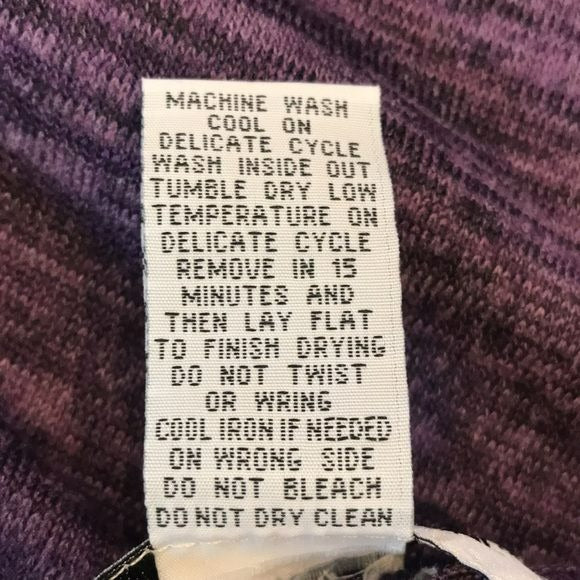 MACHINE WASH
COOL ON
DELICATE CYCLE
WASH INSIDE OUT
TUMBLE DRY LOW
TEMPERATURE ON
DELICATE CYCLE
REMOVE IN 15
MINUTES AND
THEN LAY FLAT
TO FINISH DRYING
DO NOT TWIST
OR WRING
COOL IRON IF NEEDED
ON WRONG SIDE
DO NOT BLEACH
DO NOT DRY CLEAN